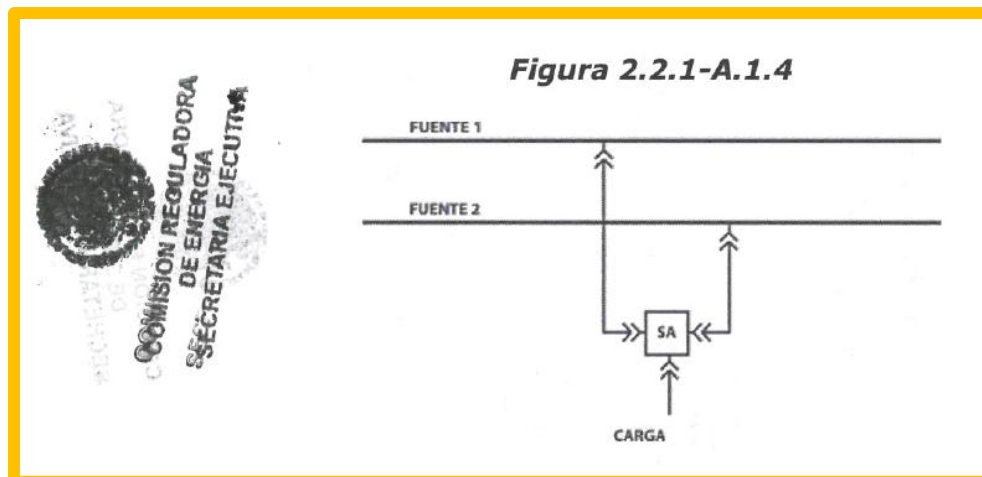 Figura 2.2.1-A.1.4
COMISION REGULADORA
DE ENERGIA
SECRETARIA EJECUTIVA
FUENTE 1
FUENTE 2
SA
CARGA